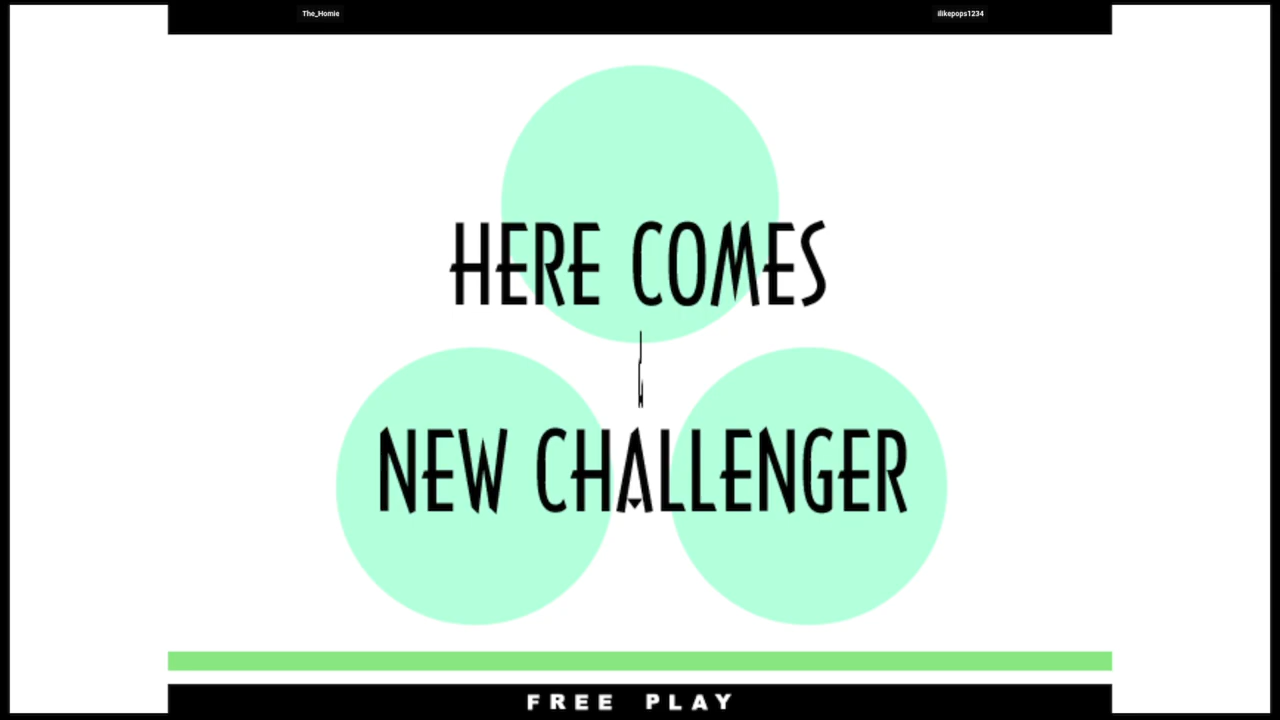 The_Homie
ilikepops1234
HERE COMES
NEW CHALLENGER
FREE PLAY